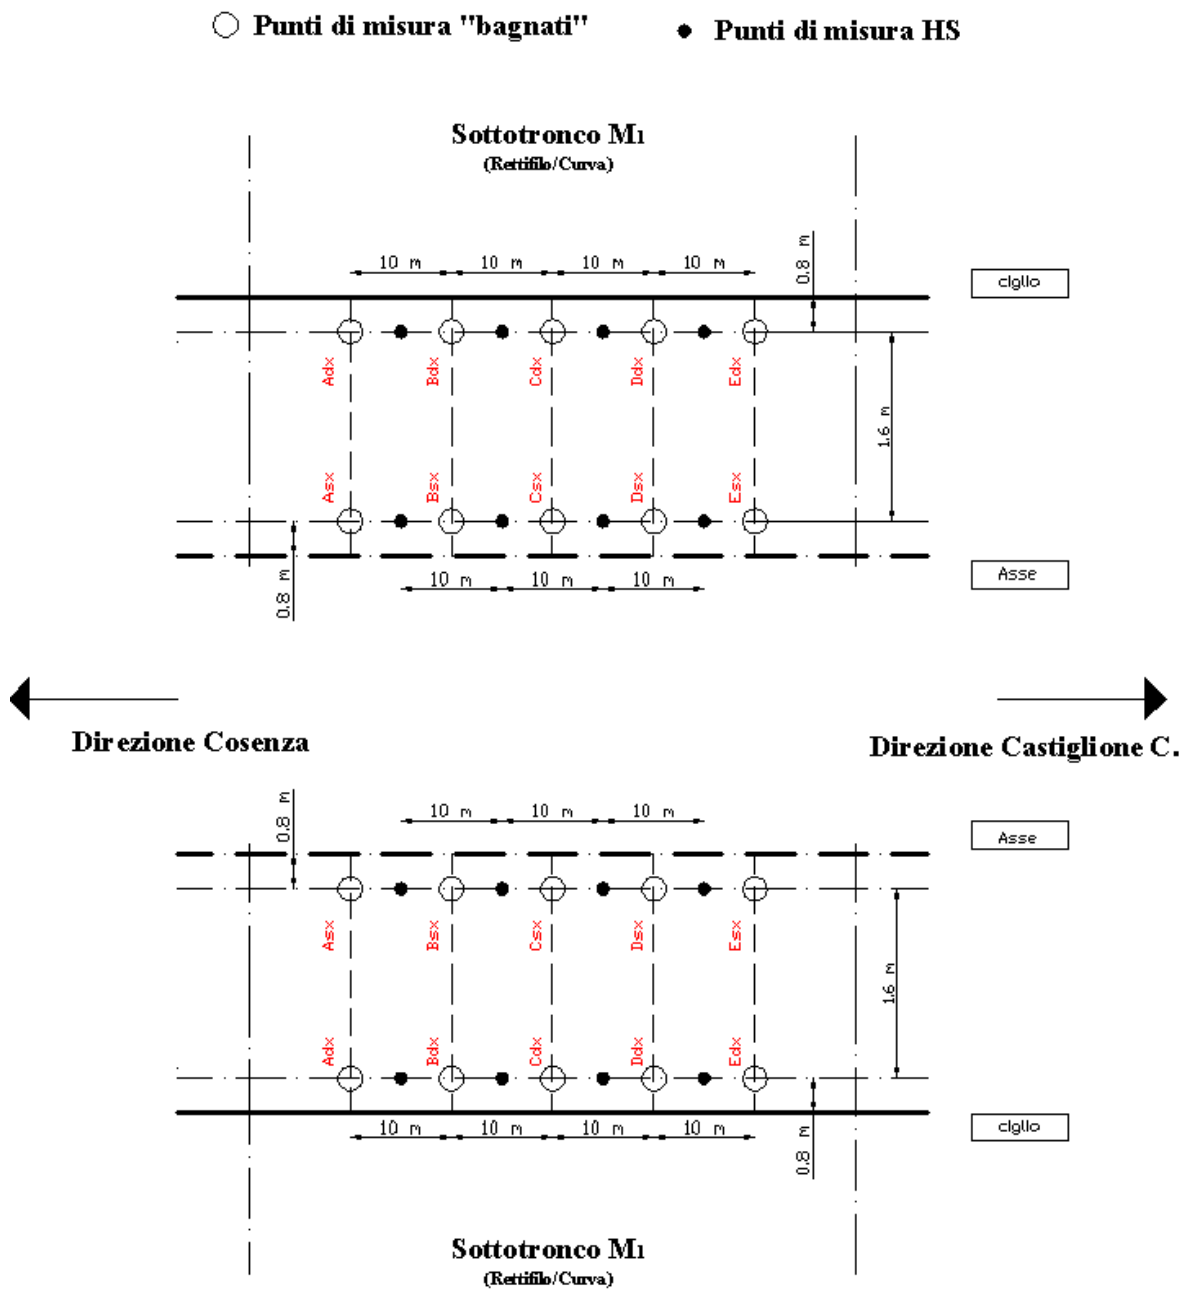 Punti di misura "bagnati"
Punti di misura HS
Sottotronco M1
(Rettifilo/Curva)
10 m 10 m 10 m 10 m
0.8 m
ciglio
Adx Bdx Cdx Ddx Edx
1.6 m
Asx Bsx Csx Dsx Esx
0.8 m
10 m 10 m 10 m
Asse
Direzione Cosenza
Direzione Castiglione C.
0.8 m
10 m 10 m 10 m
Asse
Asx Bsx Csx Dsx Esx
1.6 m
Adx Bdx Cdx Ddx Edx
10 m 10 m 10 m 10 m
0.8 m
ciglio
Sottotronco M1
(Rettifilo/Curva)